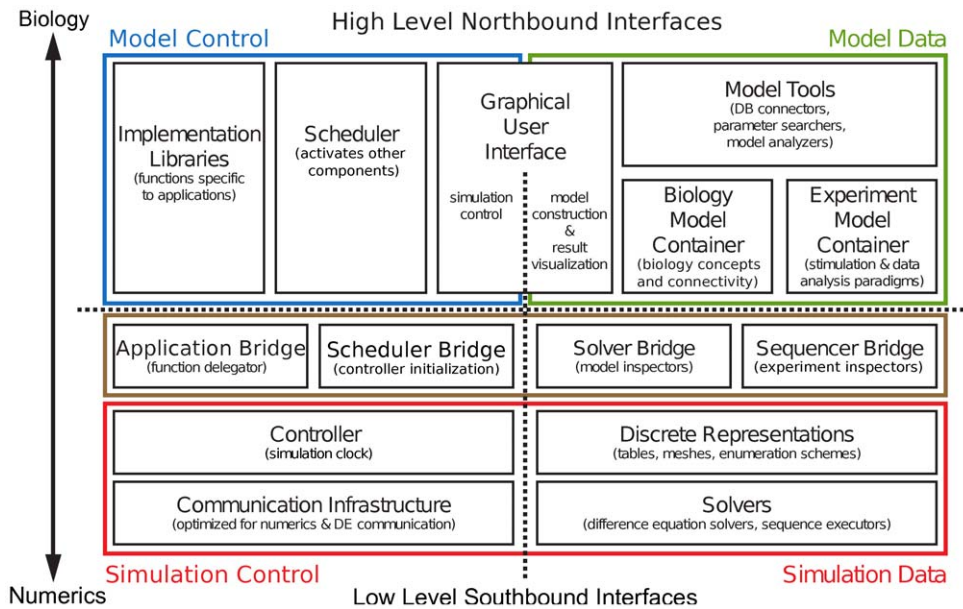 Biology
High Level Northbound Interfaces
Model Control
Model Data
Implementation
Libraries
(functions specific
to applications)
Scheduler
(activates other
components)
Graphical
User
Interface
simulation
control
model
construction
&
result
visualization
Model Tools
(DB connectors,
parameter searchers,
model analyzers)
Biology
Model
Container
(biology concepts
and connectivity)
Experiment
Model
Container
(stimulation & data
analysis paradigms)
Application Bridge
(function delegator)
Scheduler Bridge
(controller initialization)
Solver Bridge
(model inspectors)
Sequencer Bridge
(experiment inspectors)
Controller
(simulation clock)
Discrete Representations
(tables, meshes, enumeration schemes)
Communication Infrastructure
(optimized for numerics & DE communication)
Solvers
(difference equation solvers, sequence executors)
Simulation Control
Simulation Data
Numerics
Low Level Southbound Interfaces